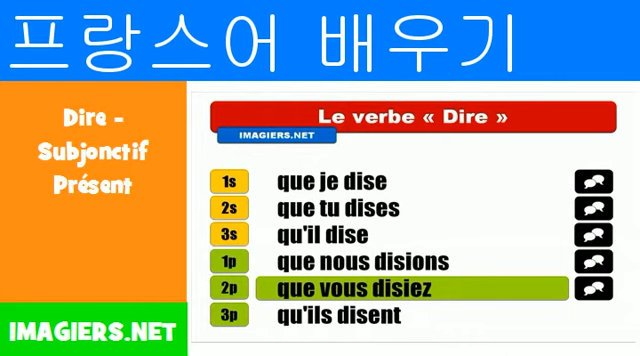 프랑스어 배우기
Dire -
Subjonctif
Présent
IMAGIERS.NET
Le verbe « Dire »
IMAGIERS.NET
1s que je dise
2s que tu dises
3s qu'il dise
1p que nous disions
2p que vous disiez
3p qu'ils disent